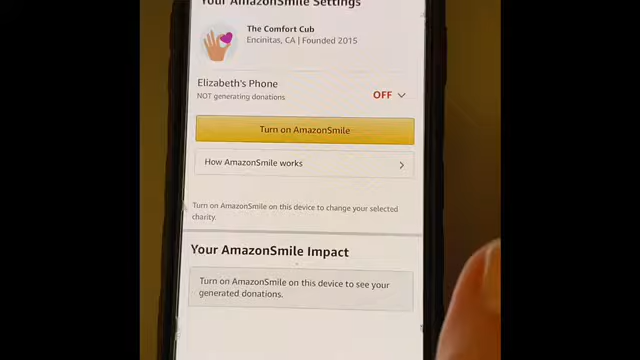 Your AmazonSmile Settings
The Comfort Cub
Encinitas, CA | Founded 2015
Elizabeth's Phone
NOT generating donations
OFF
Turn on AmazonSmile
How AmazonSmile works
Turn on AmazonSmile on this device to change your selected
charity.
Your AmazonSmile Impact
Turn on AmazonSmile on this device to see your
generated donations.